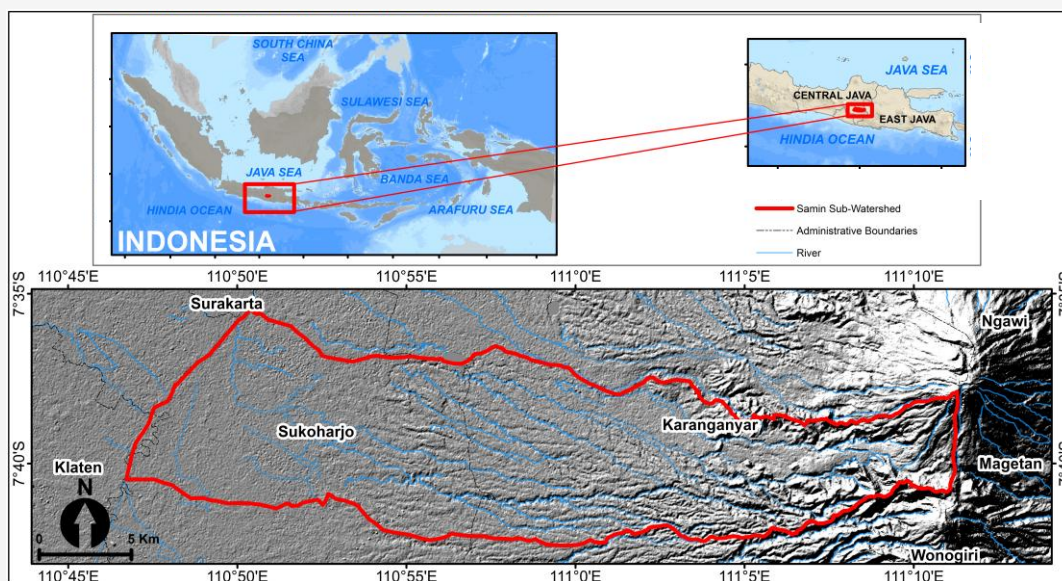 SOUTH CHINA
SEA
SULAWESI SEA
JAVA SEA
BANDA SEA
HINDIA OCEAN
ARAFURU SEA
INDONESIA
JAVA SEA
CENTRAL JAVA
EAST JAVA
HINDIA OCEAN
Samin Sub-Watershed
Administrative Boundaries
River
110°45'E 110°50'E 110°55'E 111°0'E 111°5'E 111°10'E
7°35'S
Surakarta
Ngawi
Karanganyar
Sukoharjo
7°40'S
Klaten
Magetan
N
0 5 Km
Wonogiri
110°45'E 110°50'E 110°55'E 111°0'E 111°5'E 111°10'E